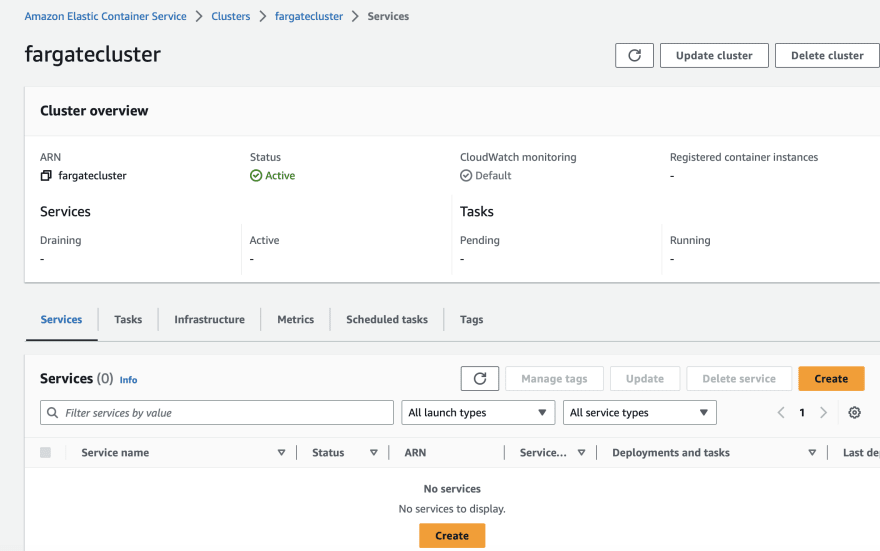 Amazon Elastic Container Service > Clusters > fargatecluster > Services
fargatecluster
Update cluster
Delete cluster
Cluster overview
ARN
Status
CloudWatch monitoring
Registered container instances
fargatecluster
Active
Default
-
Services
Tasks
Draining
Active
Pending
Running
-
-
-
-
Services
Tasks
Infrastructure
Metrics
Scheduled tasks
Tags
Services (0) Info
Manage tags
Update
Delete service
Create
Filter services by value
All launch types
All service types
1
Service name
Status
ARN
Service...
Deployments and tasks
Last de
No services
No services to display.
Create